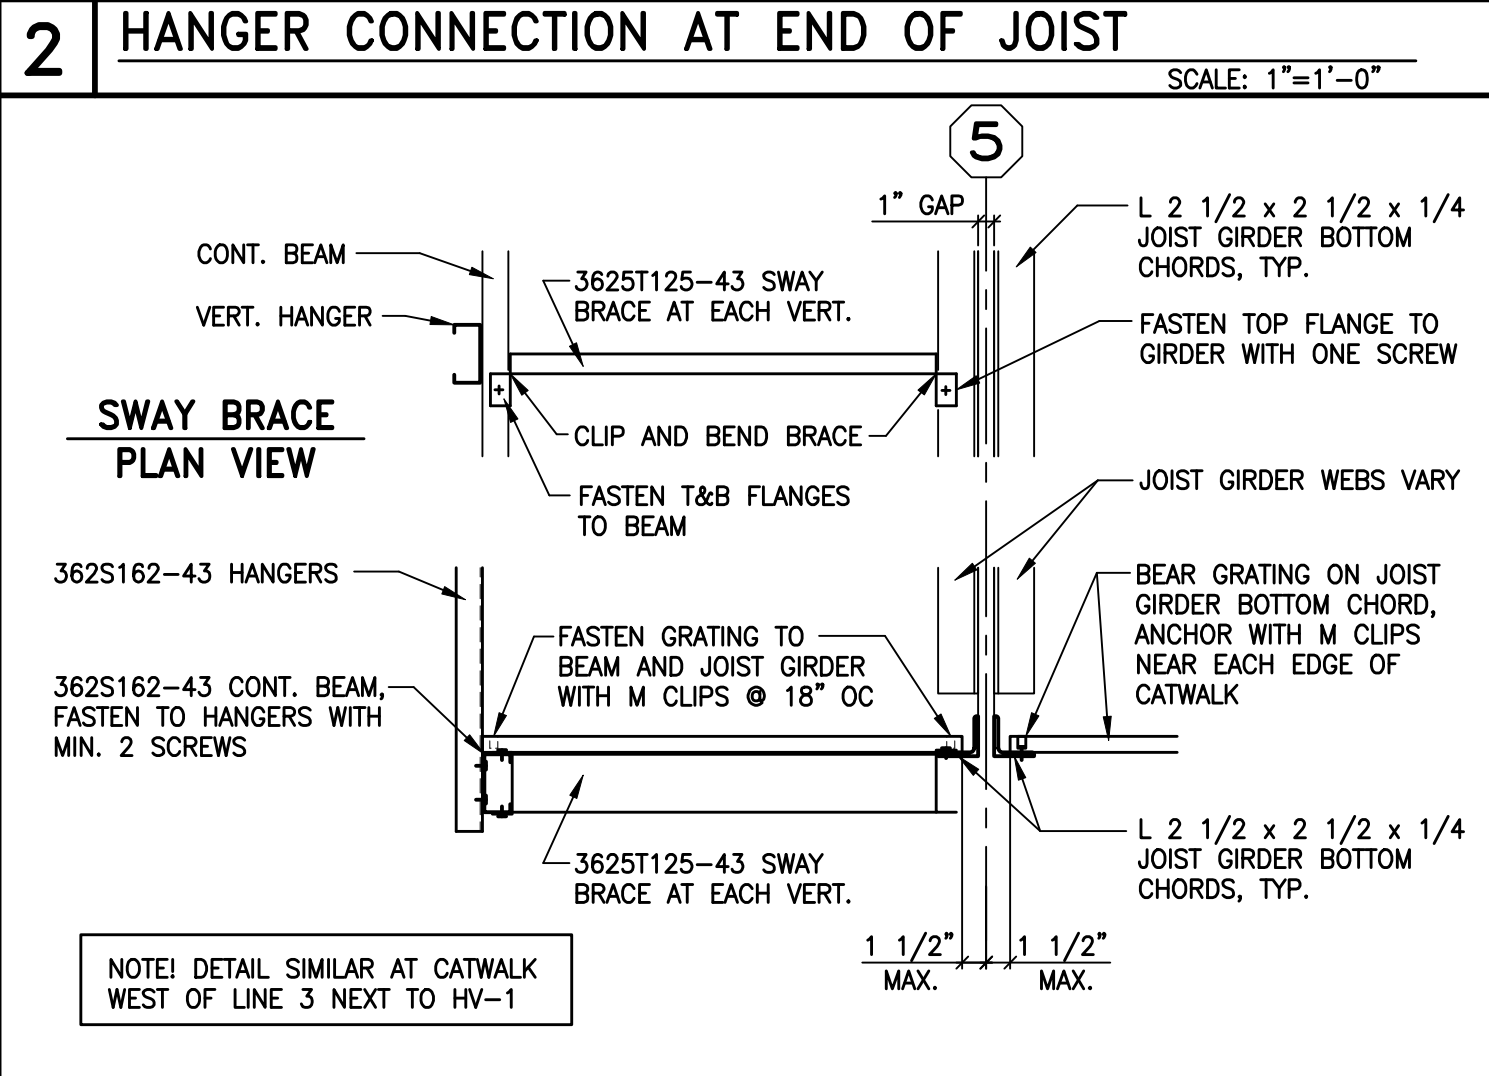 2
HANGER CONNECTION AT END OF JOIST
SCALE: 1"=1'-0"
5
1" GAP
L 2 1/2 x 2 1/2 x 1/4
JOIST GIRDER BOTTOM
CHORDS, TYP.
CONT. BEAM
3625T125-43 SWAY
BRACE AT EACH VERT.
VERT. HANGER
FASTEN TOP FLANGE TO
GIRDER WITH ONE SCREW
SWAY BRACE
PLAN VIEW
CLIP AND BEND BRACE
FASTEN T&B FLANGES
TO BEAM
JOIST GIRDER WEBS VARY
362S162-43 HANGERS
BEAR GRATING ON JOIST
GIRDER BOTTOM CHORD,
ANCHOR WITH M CLIPS
NEAR EACH EDGE OF
CATWALK
FASTEN GRATING TO
BEAM AND JOIST GIRDER
WITH M CLIPS @ 18" OC
362S162-43 CONT. BEAM,
FASTEN TO HANGERS WITH
MIN. 2 SCREWS
3625T125-43 SWAY
BRACE AT EACH VERT.
L 2 1/2 x 2 1/2 x 1/4
JOIST GIRDER BOTTOM
CHORDS, TYP.
1 1/2"
MAX.
1 1/2"
MAX.
NOTE! DETAIL SIMILAR AT CATWALK
WEST OF LINE 3 NEXT TO HV-1